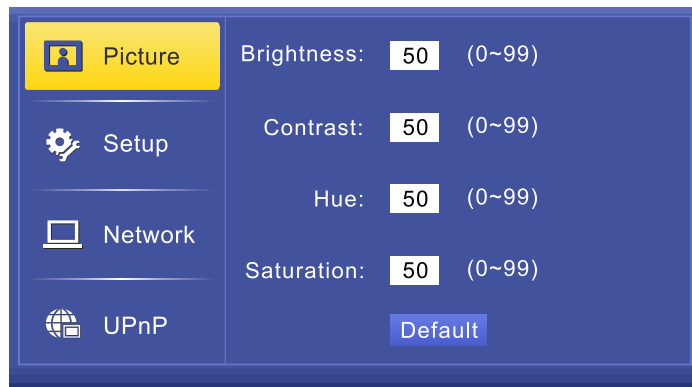 Picture
Setup
Network
UPnP
Brightness: 50 (0~99)
Contrast: 50 (0~99)
Hue: 50 (0~99)
Saturation: 50 (0~99)
Default